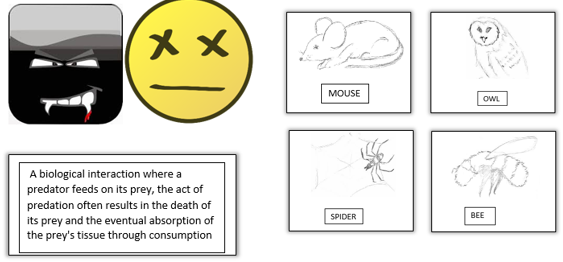 MOUSE
OWL
SPIDER
BEE
A biological interaction where a
predator feeds on its prey, the act of
predation often results in the death of
its prey and the eventual absorption of
the prey's tissue through consumption